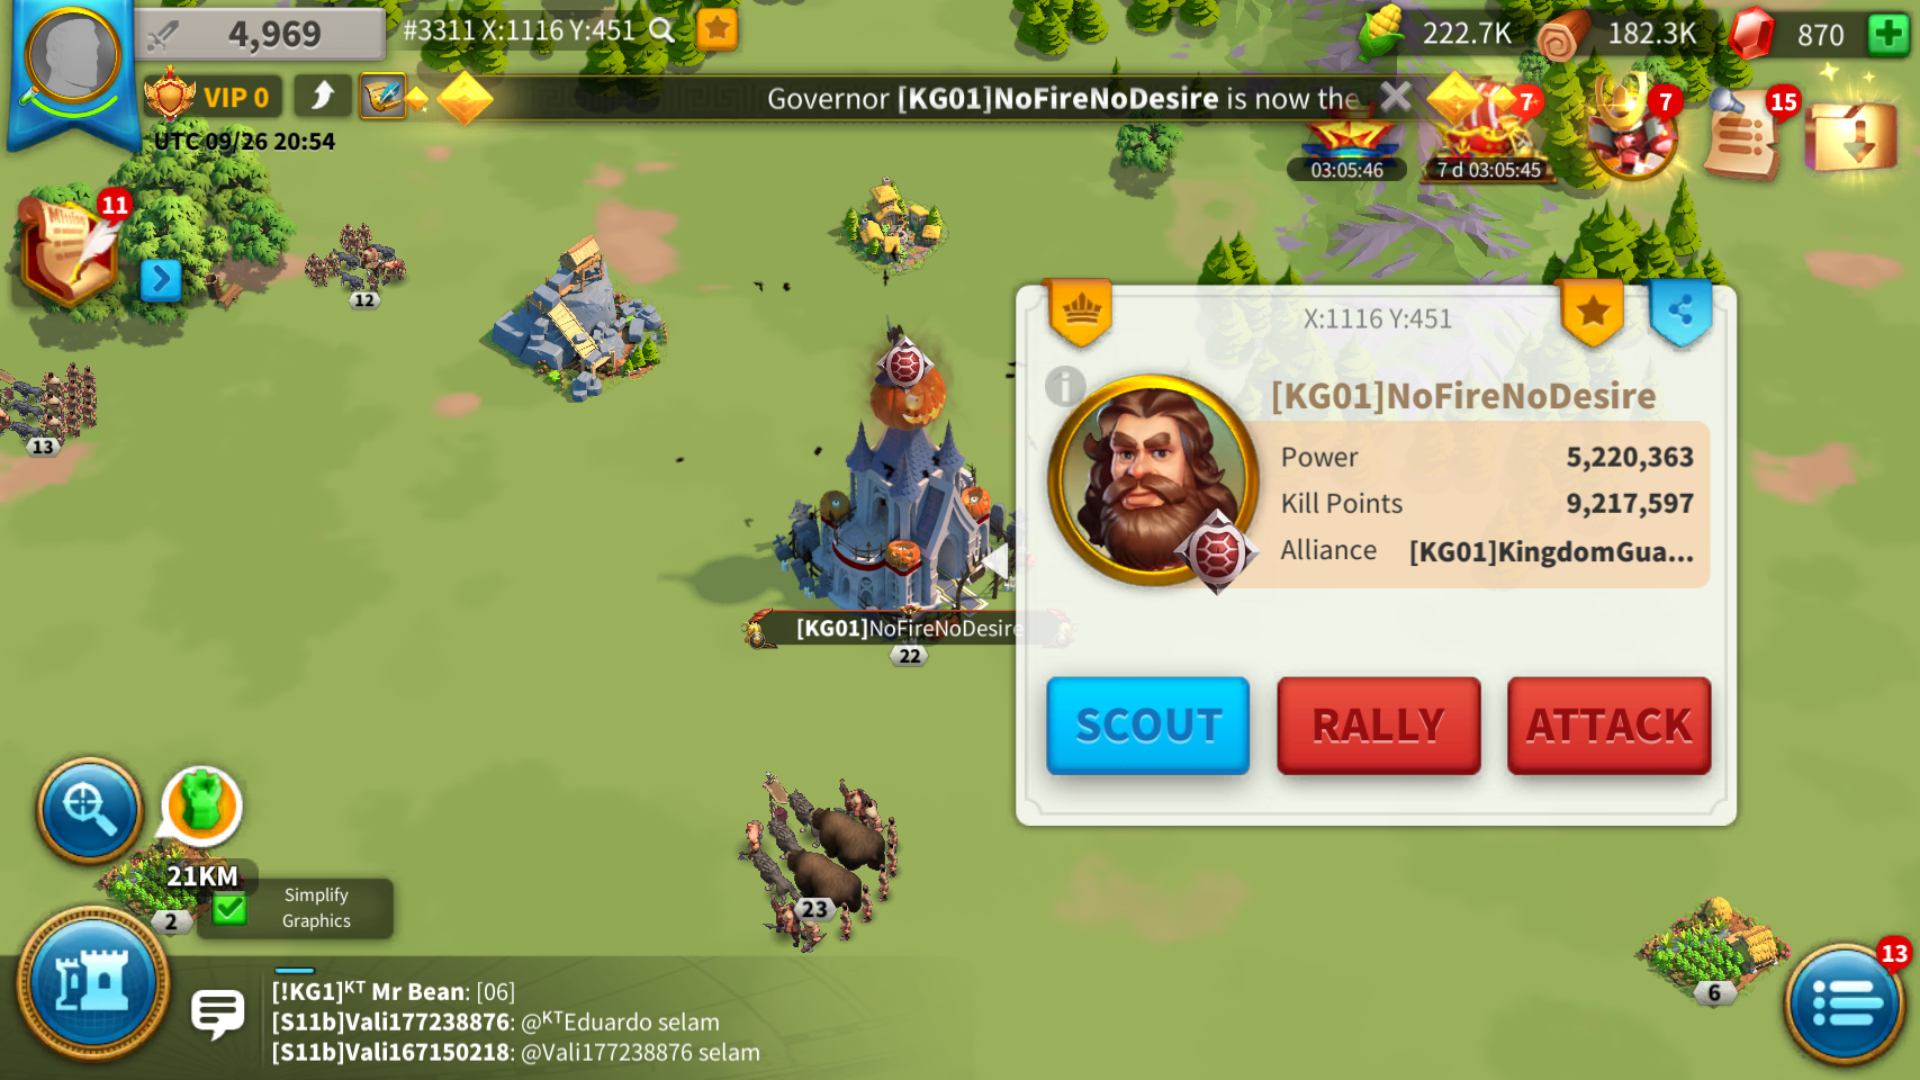 4,969
#3311 X:1116 Y:451
222.7K
182.3K
870
VIP 0
Governor [KG01]NoFireNoDesire is now the
7
7
15
UTC 09/26 20:54
03:05:46
7 d 03:05:45
Mission
11
12
13
X:1116 Y:451
[KG01]NoFireNoDesire
Power 5,220,363
Kill Points 9,217,597
Alliance [KG01]KingdomGua...
[KG01]NoFireNoDesire
22
SCOUT
RALLY
ATTACK
21KM
2
Simplify
Graphics
23
6
13
[!KG1]ᴷᵀ Mr Bean: [06]
[S11b]Vali177238876: @ᴷᵀEduardo selam
[S11b]Vali167150218: @Vali177238876 selam